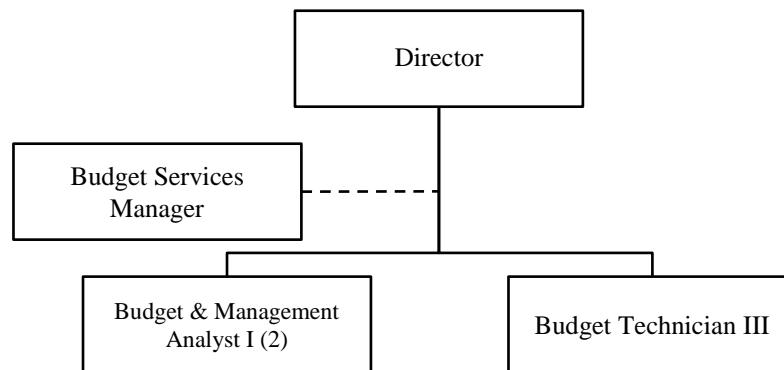 Director
Budget Services
Manager
Budget & Management
Analyst I (2)
Budget Technician III